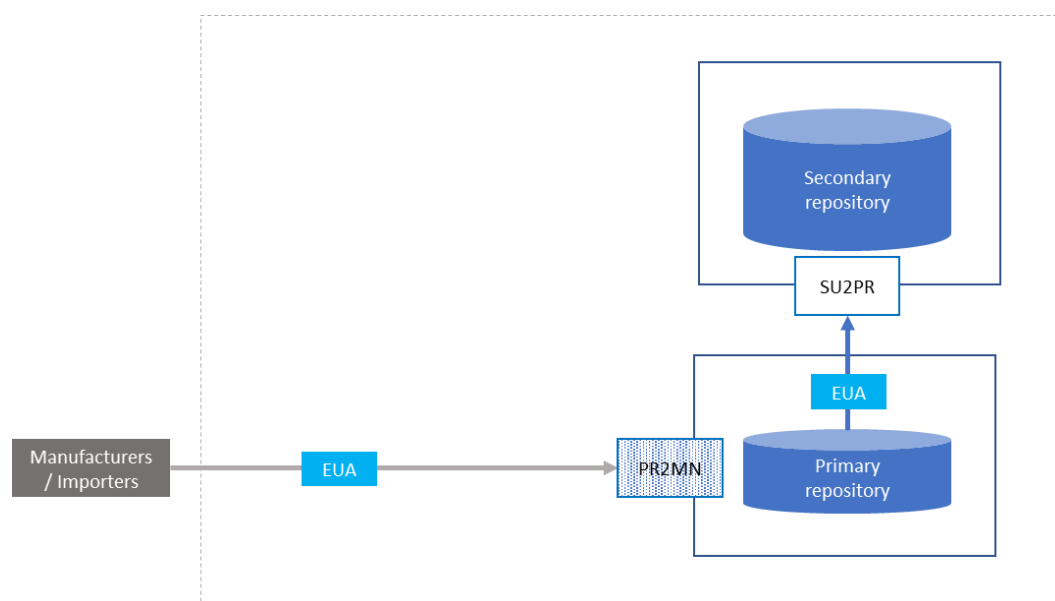 Secondary
repository
SU2PR
EUA
Manufacturers
/ Importers
EUA
PR2MN
Primary
repository